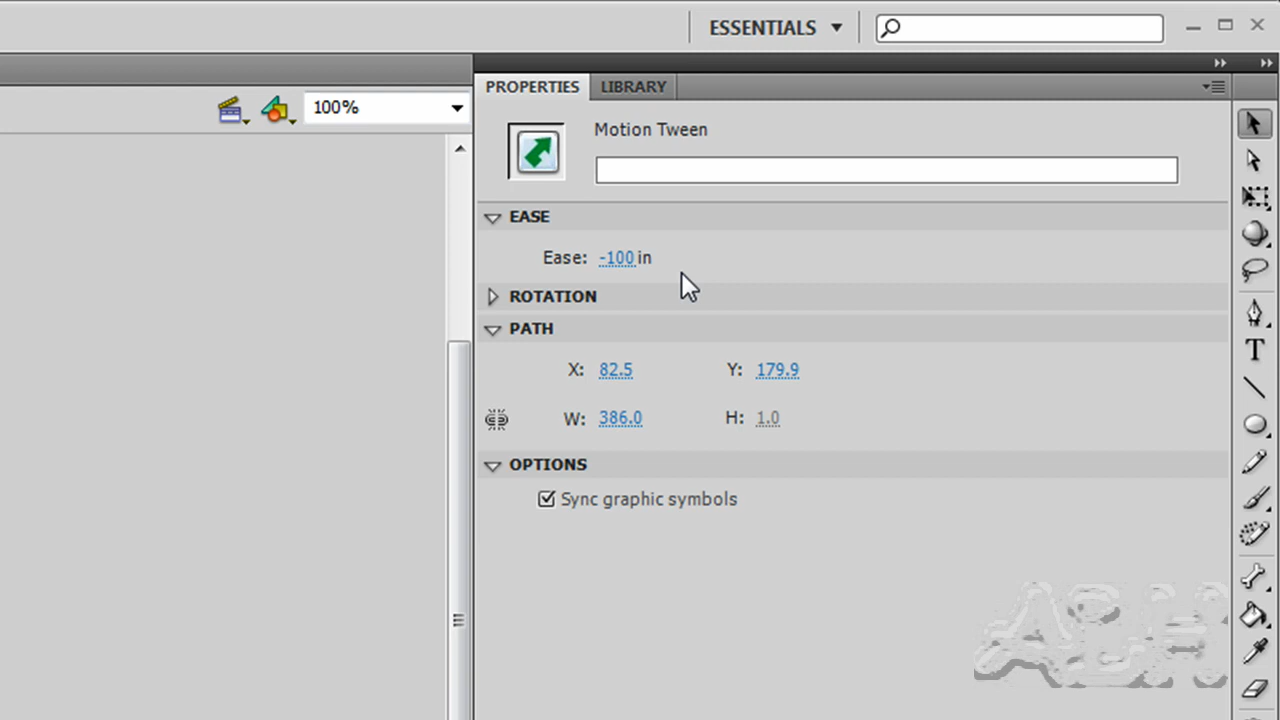 ESSENTIALS
PROPERTIES LIBRARY
100%
Motion Tween
EASE
Ease: -100 in
ROTATION
PATH
X: 82.5 Y: 179.9
W: 386.0 H: 1.0
OPTIONS
Sync graphic symbols
T